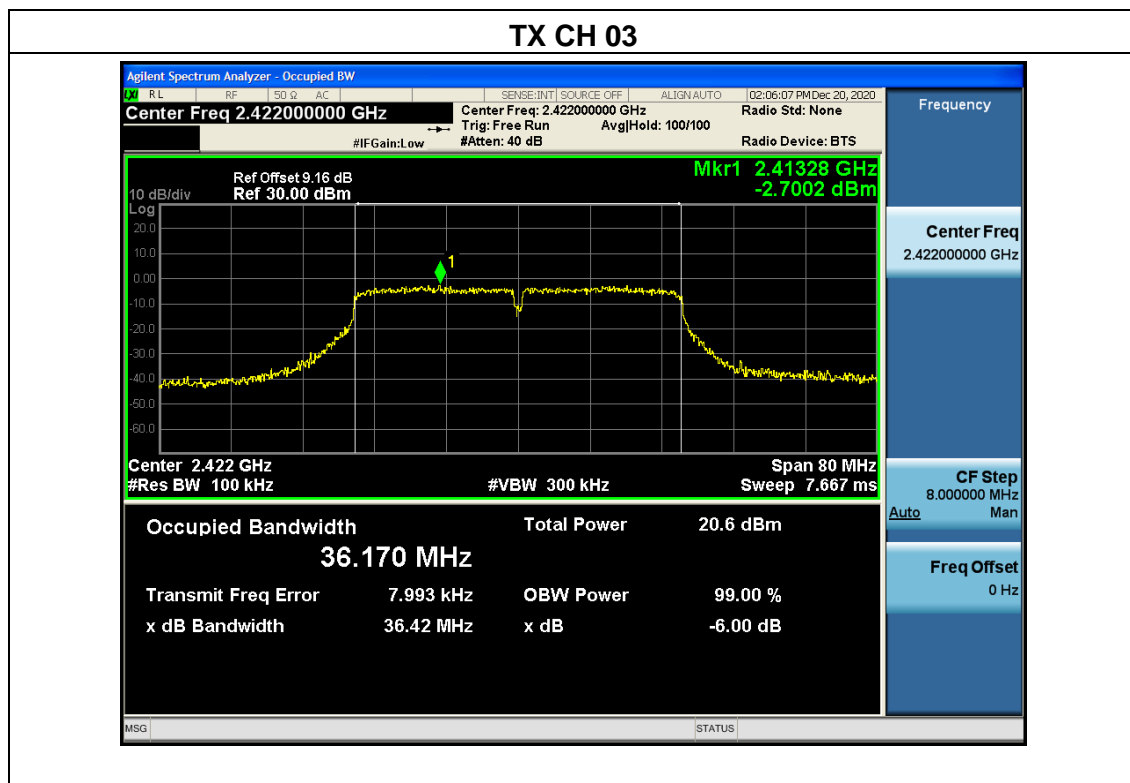 TX CH 03
Agilent Spectrum Analyzer - Occupied BW
LXI RL RF 50 Ω AC SENSE:INT SOURCE OFF ALIGN AUTO 02:06:07 PM Dec 20, 2020
Center Freq 2.422000000 GHz
Center Freq: 2.422000000 GHz
Radio Std: None
Trig: Free Run Avg|Hold: 100/100
#IFGain:Low
#Atten: 40 dB
Radio Device: BTS
Frequency
Mkr1 2.41328 GHz
-2.7002 dBm
Ref Offset 9.16 dB
10 dB/div Ref 30.00 dBm
Log
20.0
10.0
0.00
-10.0
-20.0
-30.0
-40.0
-50.0
-60.0
1
Center 2.422 GHz Span 80 MHz
#Res BW 100 kHz #VBW 300 kHz Sweep 7.667 ms
Occupied Bandwidth
36.170 MHz
Total Power 20.6 dBm
Transmit Freq Error 7.993 kHz OBW Power 99.00 %
x dB Bandwidth 36.42 MHz x dB -6.00 dB
Center Freq
2.422000000 GHz
CF Step
8.000000 MHz
Auto Man
Freq Offset
0 Hz
MSG STATUS